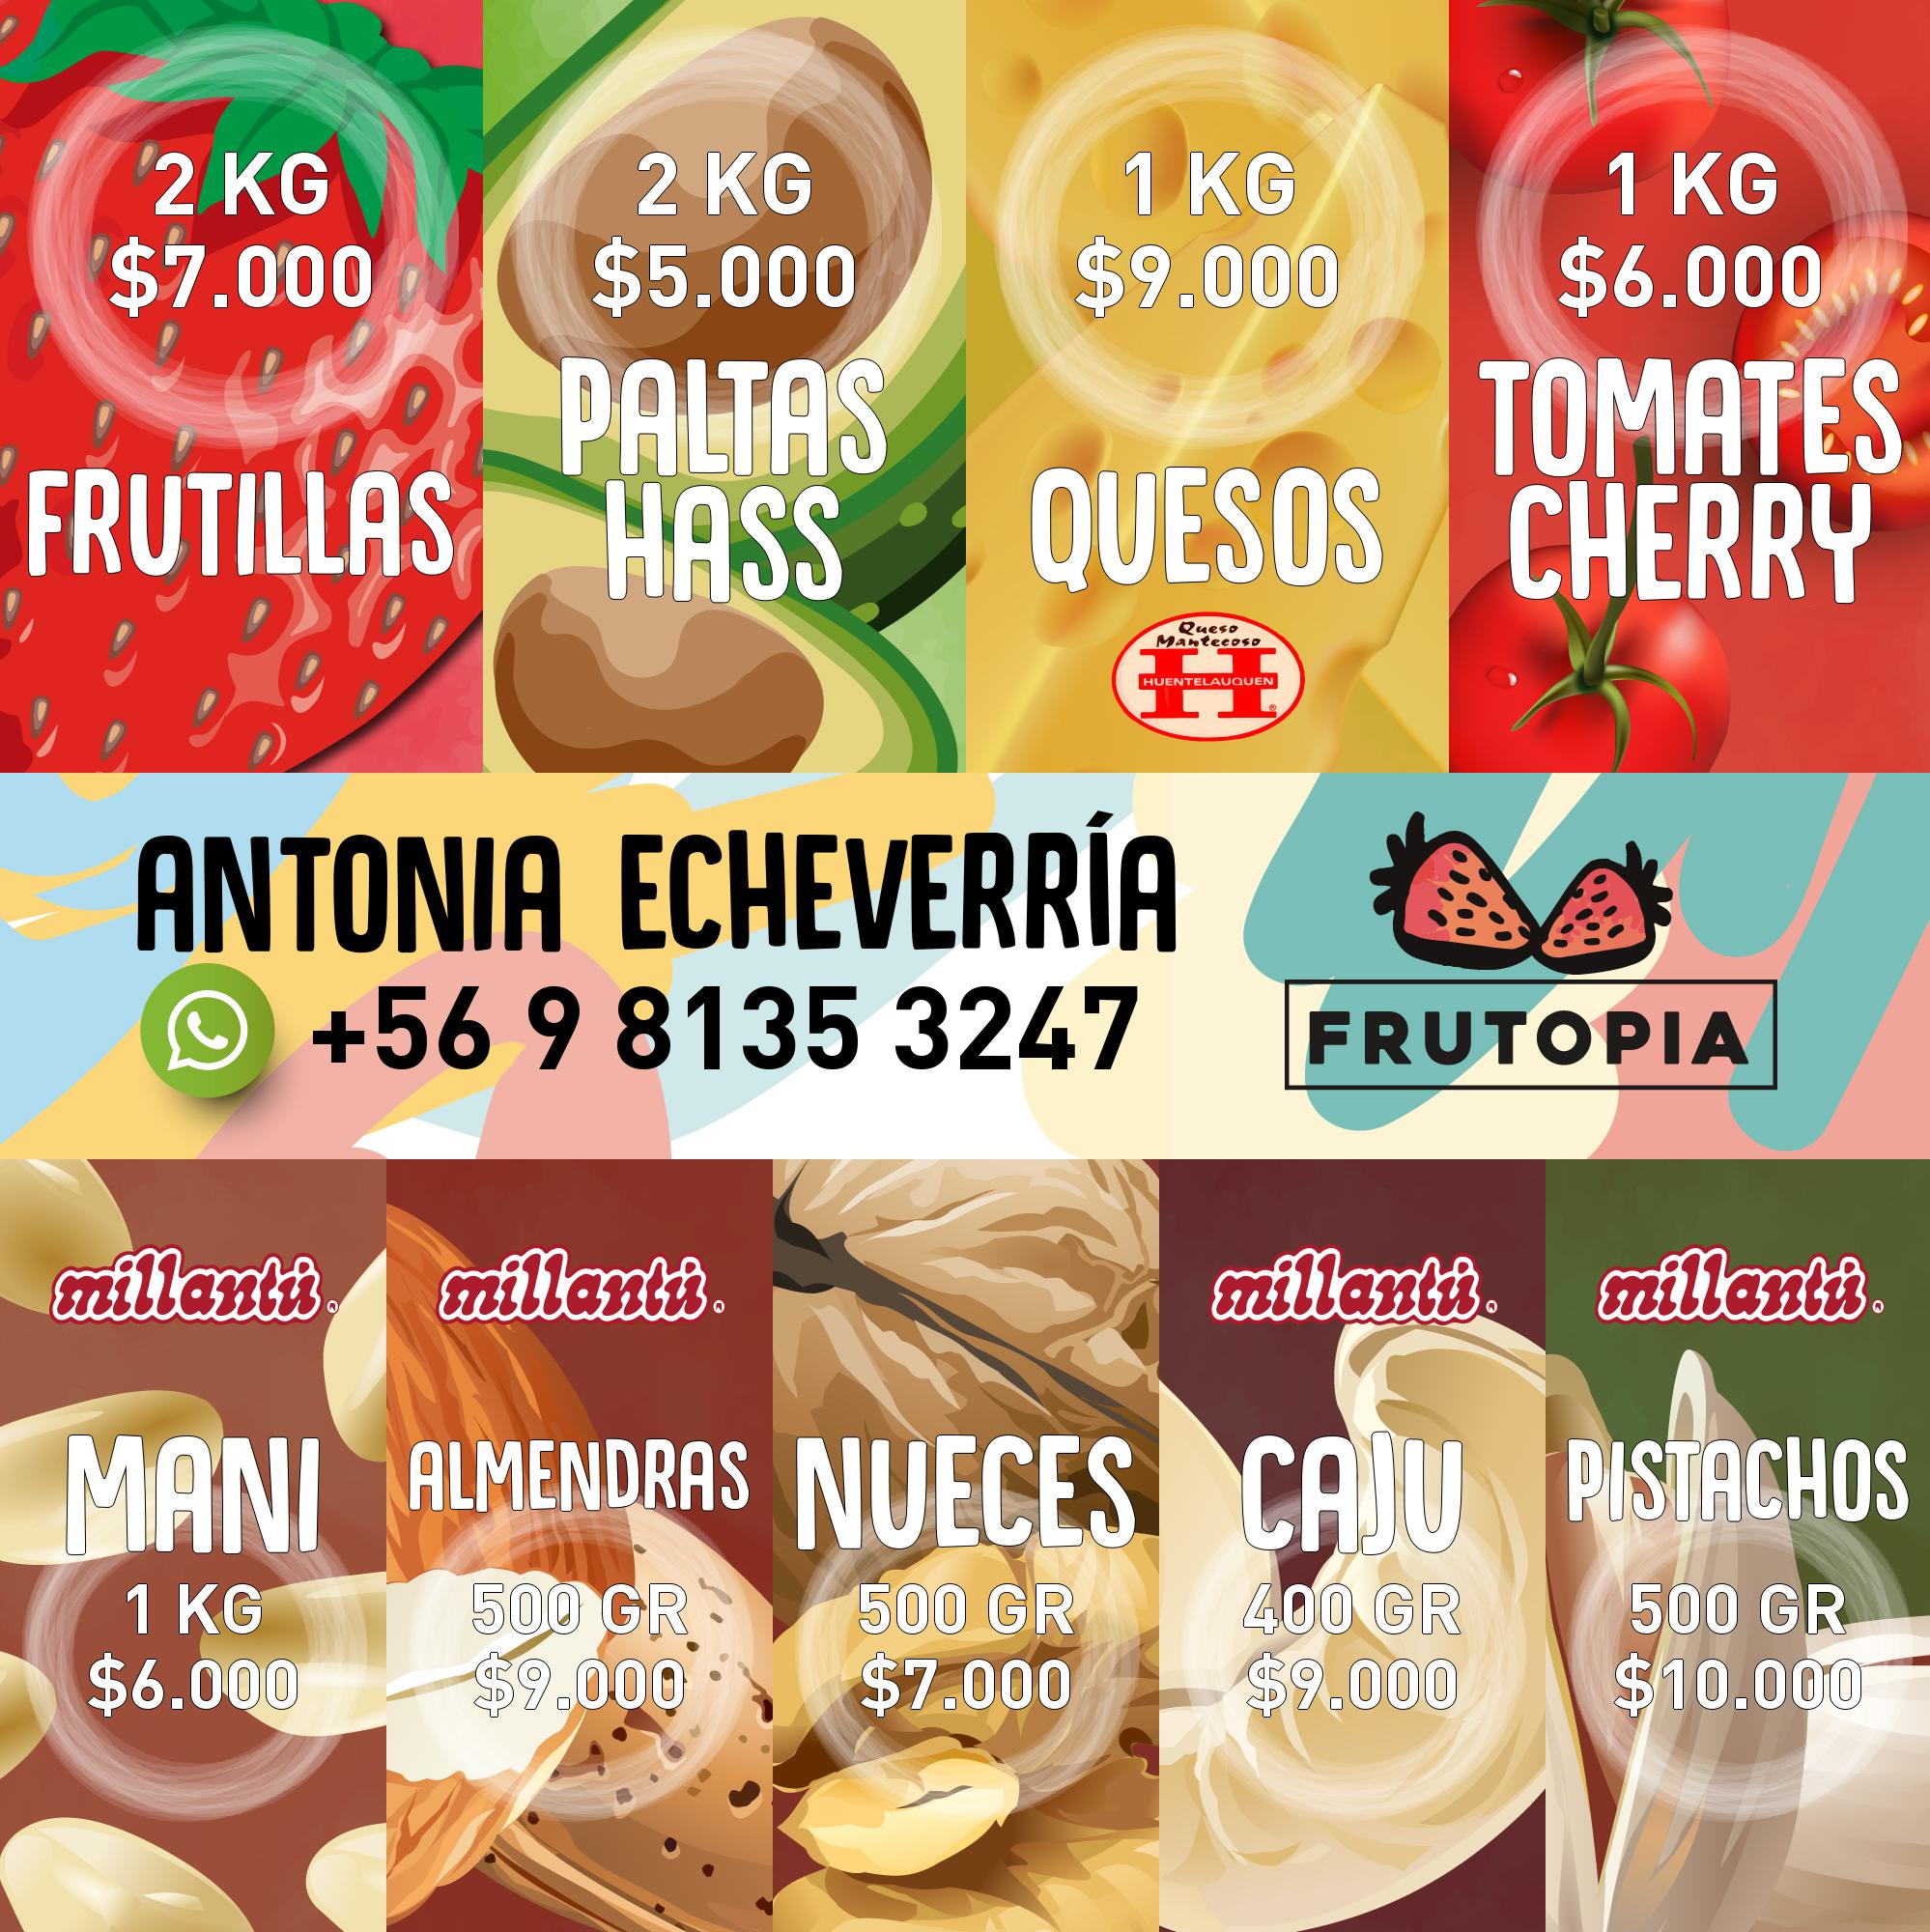 2 KG
$7.000
FRUTILLAS
2 KG
$5.000
PALTAS
HASS
1 KG
$9.000
QUESOS
Queso
Mantecoso
H
HUENTELAUQUEN
®
1 KG
$6.000
TOMATES
CHERRY
ANTONIA ECHEVERRÍA
+56 9 8135 3247
FRUTOPIA
millantú®
MANI
1 KG
$6.000
millantú®
ALMENDRAS
500 GR
$9.000
NUECES
500 GR
$7.000
millantú®
CAJU
400 GR
$9.000
millantú®
PISTACHOS
500 GR
$10.000